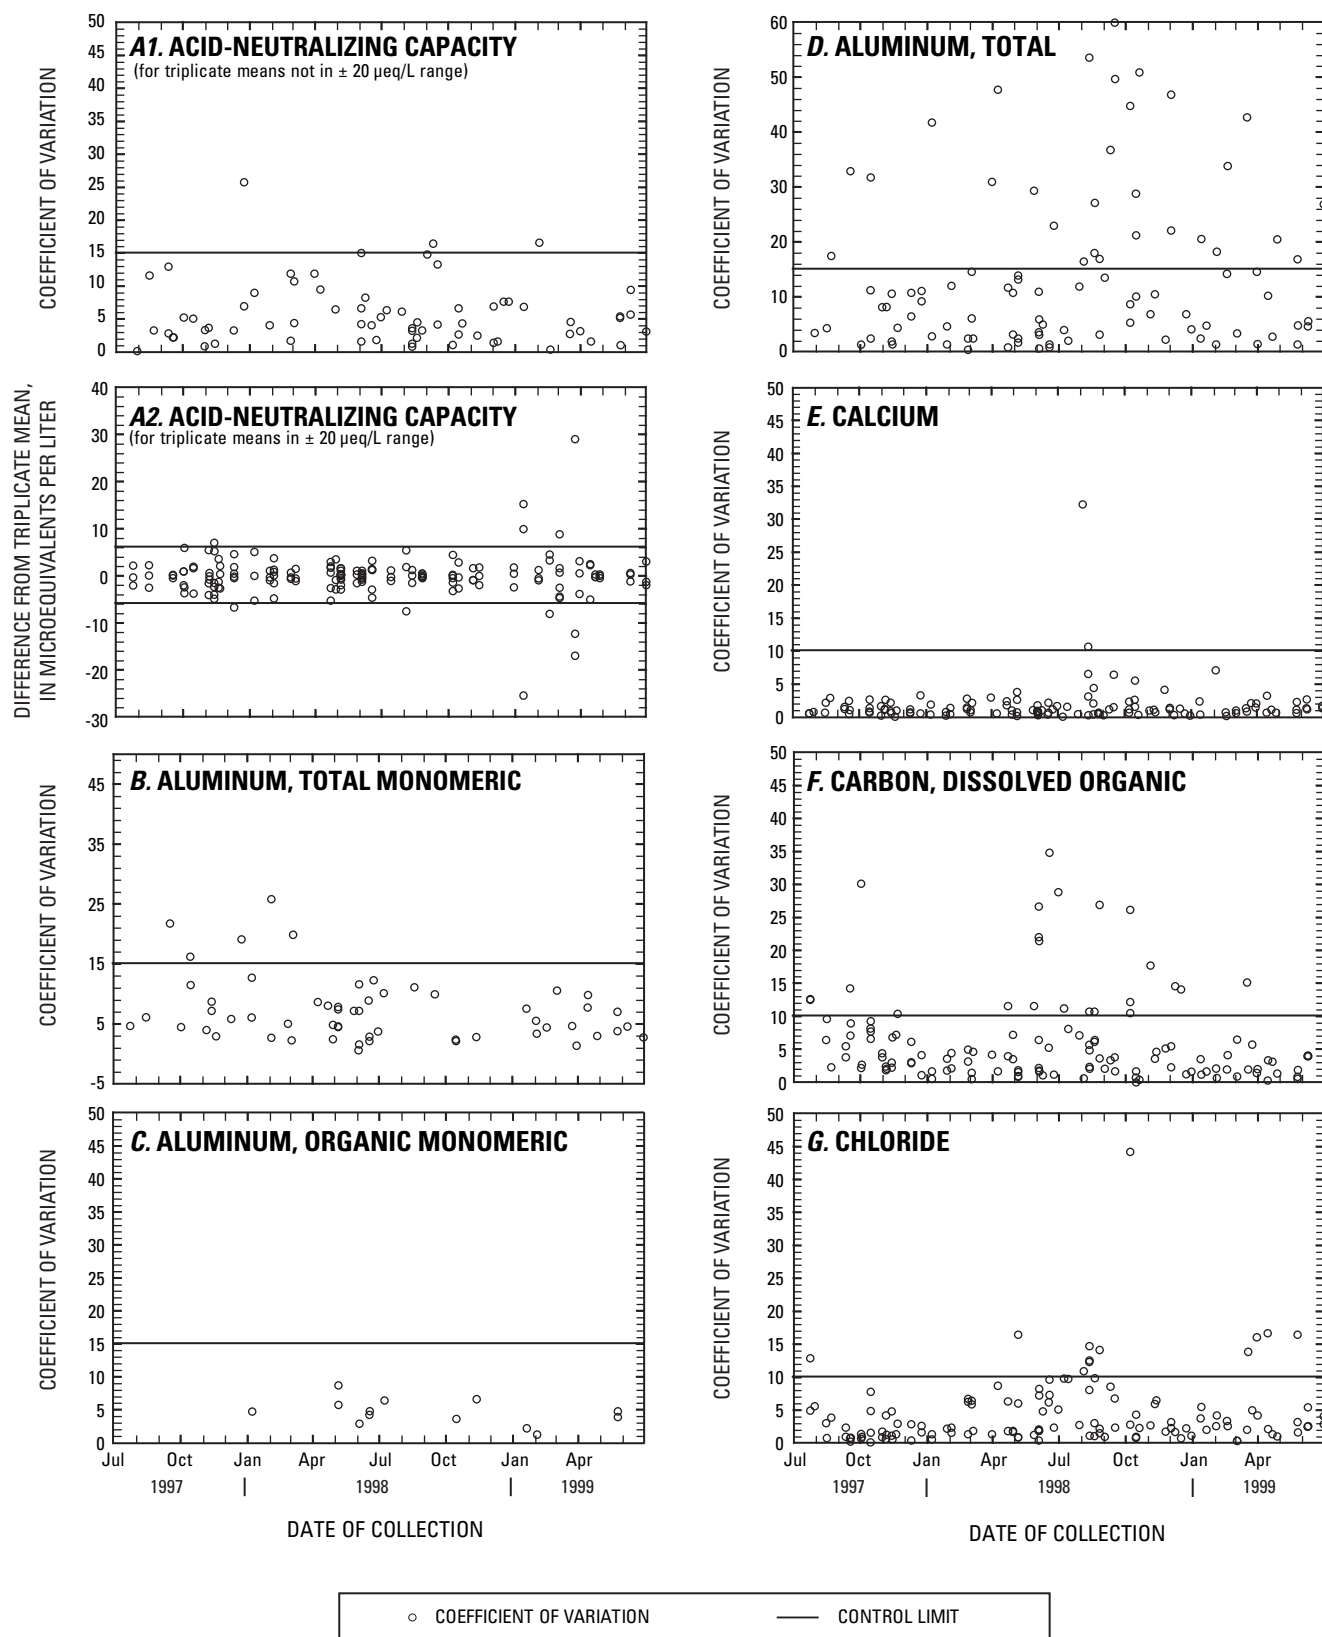 A1. ACID-NEUTRALIZING CAPACITY
(for triplicate means not in ± 20 µeq/L range)
COEFFICIENT OF VARIATION
50
45
40
35
30
25
20
15
10
5
0
A2. ACID-NEUTRALIZING CAPACITY
(for triplicate means in ± 20 µeq/L range)
DIFFERENCE FROM TRIPLICATE MEAN,
IN MICROEQUIVALENTS PER LITER
40
30
20
10
0
-10
-20
-30
B. ALUMINUM, TOTAL MONOMERIC
COEFFICIENT OF VARIATION
45
35
25
15
5
-5
C. ALUMINUM, ORGANIC MONOMERIC
COEFFICIENT OF VARIATION
50
45
40
35
30
25
20
15
10
5
0
Jul Oct Jan Apr Jul Oct Jan Apr
1997 | 1998 | 1999
DATE OF COLLECTION
D. ALUMINUM, TOTAL
COEFFICIENT OF VARIATION
60
50
40
30
20
10
0
E. CALCIUM
COEFFICIENT OF VARIATION
50
45
40
35
30
25
20
15
10
5
0
F. CARBON, DISSOLVED ORGANIC
COEFFICIENT OF VARIATION
50
45
40
35
30
25
20
15
10
5
0
G. CHLORIDE
COEFFICIENT OF VARIATION
50
45
40
35
30
25
20
15
10
5
0
Jul Oct Jan Apr Jul Oct Jan Apr
1997 | 1998 | 1999
DATE OF COLLECTION
COEFFICIENT OF VARIATION
CONTROL LIMIT